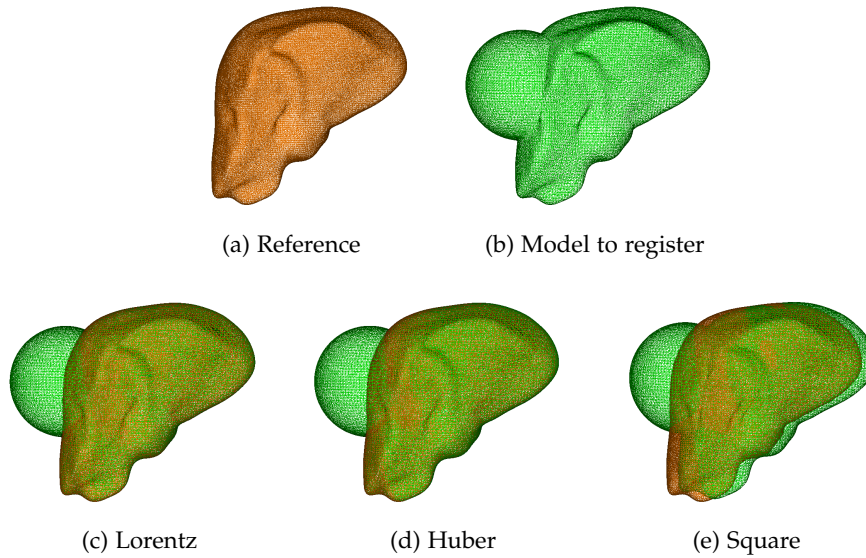 (a) Reference
(b) Model to register
(c) Lorentz
(d) Huber
(e) Square